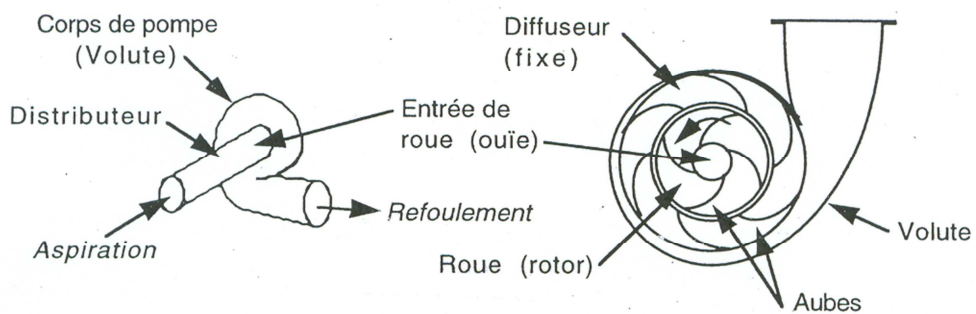 Corps de pompe
(Volute)
Distributeur
Entrée de
roue (ouïe)
Aspiration
Refoulement
Diffuseur
(fixe)
Roue (rotor)
Volute
Aubes